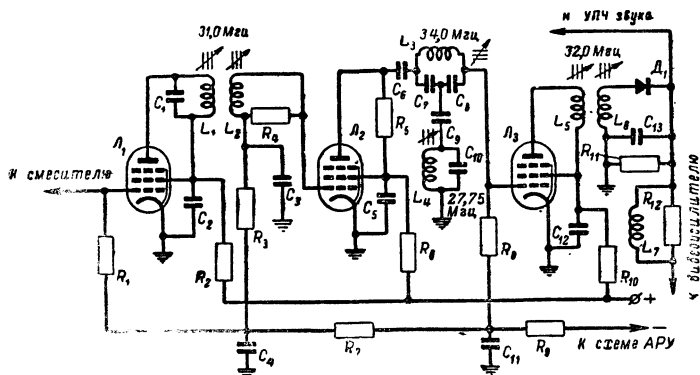 К УПЧ звука
31,0 Мгц
34,0 Мгц
32,0 Мгц
L3
Д1
C1
L1
L2
C6
C7
C8
L5
L6
C13
R4
R5
C9
R11
Л1
Л2
Л3
К смесителю
C10
L4
27,75 Мгц
C2
C3
C5
C12
R12
L7
R3
R1
R2
R6
R8
R10
К видеоусилителю
+
R7
R9
−
C4
C11
К схеме АРУ